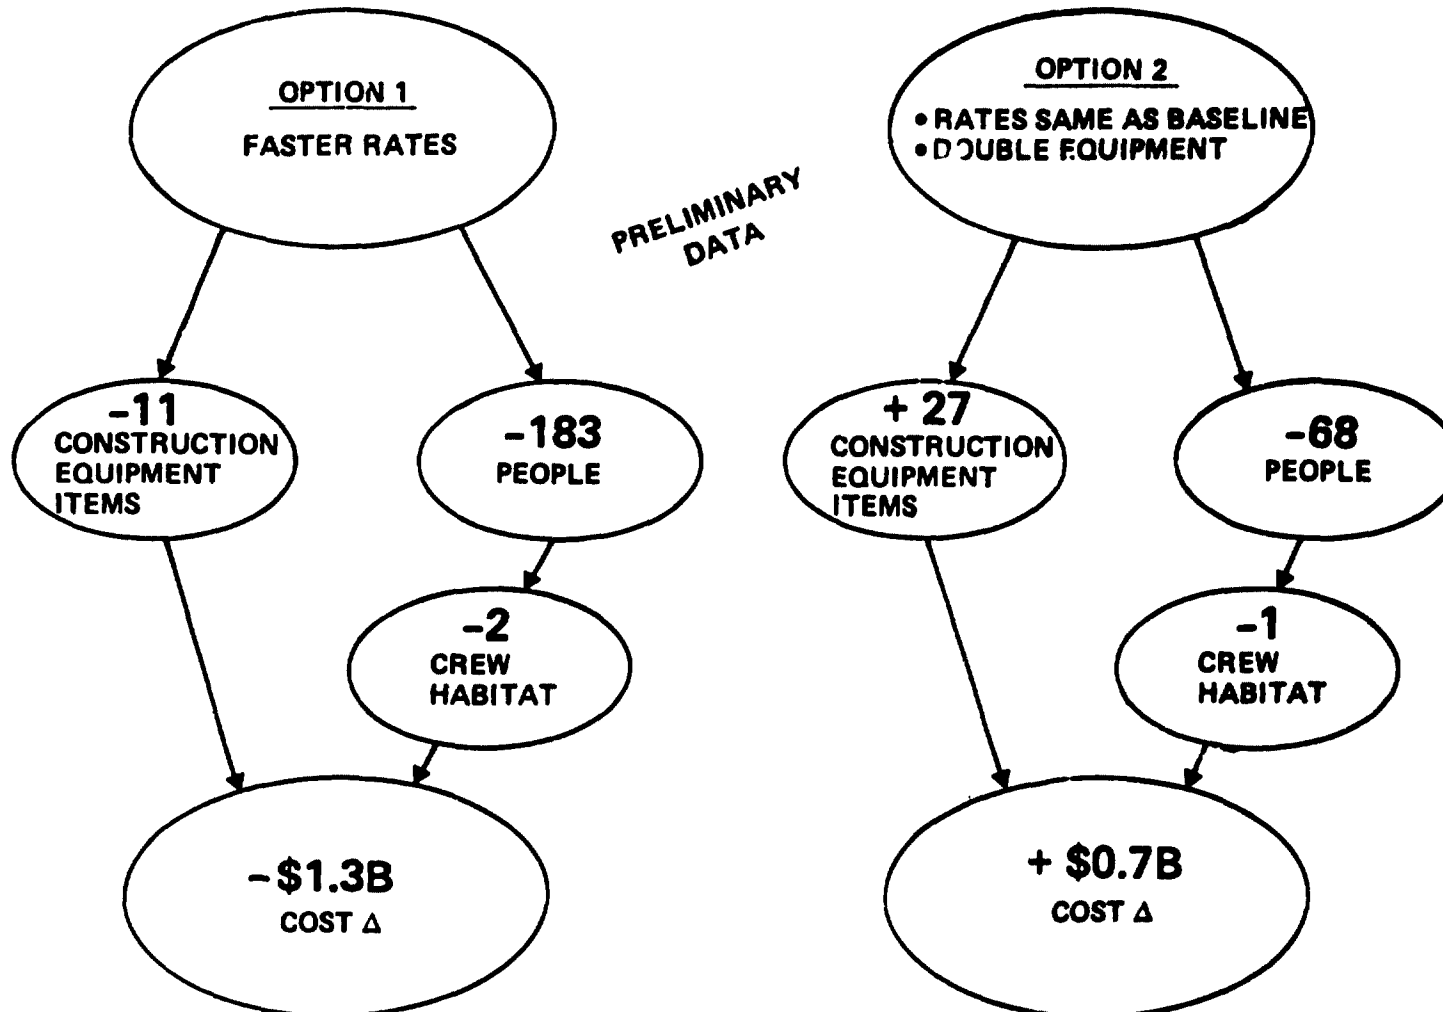 OPTION 1
FASTER RATES
OPTION 2
• RATES SAME AS BASELINE
• DOUBLE EQUIPMENT
PRELIMINARY
DATA
-11
CONSTRUCTION
EQUIPMENT
ITEMS
-183
PEOPLE
+ 27
CONSTRUCTION
EQUIPMENT
ITEMS
-68
PEOPLE
-2
CREW
HABITAT
-1
CREW
HABITAT
-$1.3B
COST Δ
+ $0.7B
COST Δ